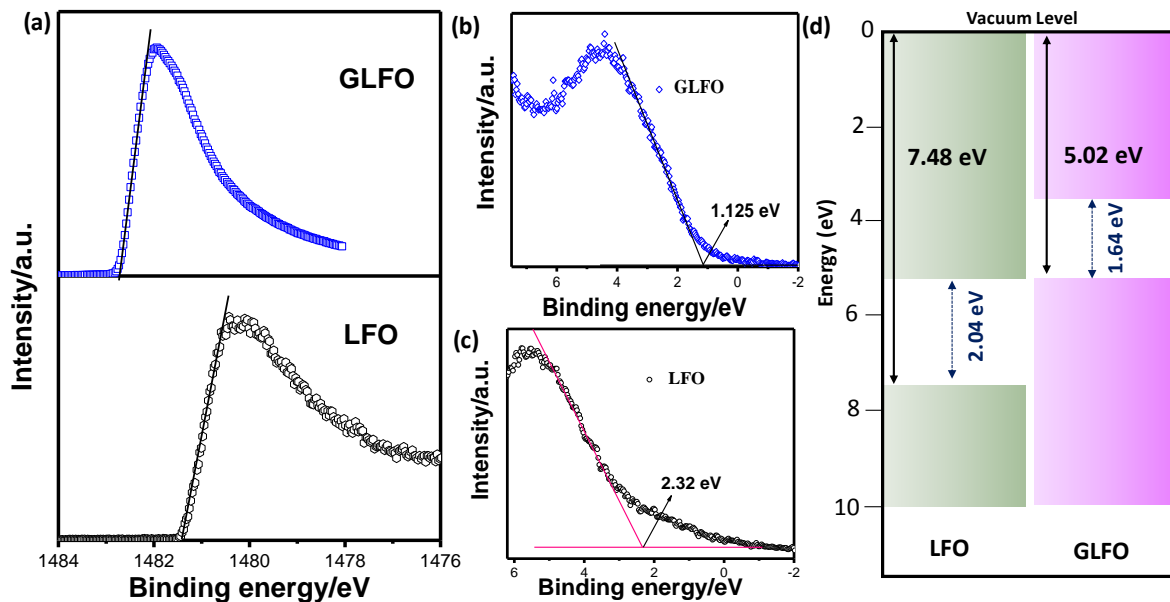 (a)
GLFO
LFO
Intensity/a.u.
1484 1482 1480 1478 1476
Binding energy/eV
(b)
GLFO
1.125 eV
Intensity/a.u.
6 4 2 0 -2
Binding energy/eV
(c)
LFO
2.32 eV
Intensity/a.u.
6 4 2 0 -2
Binding energy/eV
(d)
Vacuum Level
0
2
4
6
8
10
Energy (eV)
7.48 eV
5.02 eV
1.64 eV
2.04 eV
LFO
GLFO